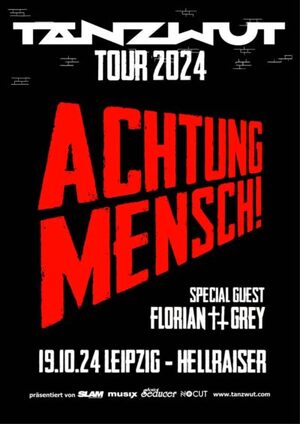 TANZWUT
TOUR 2024
ACHTUNG
MENSCH!
SPECIAL GUEST
FLORIAN GREY
19.10.24 LEIPZIG - HELLRAISER
präsentiert von SLAM musix Seducer NOCUT www.tanzwut.com